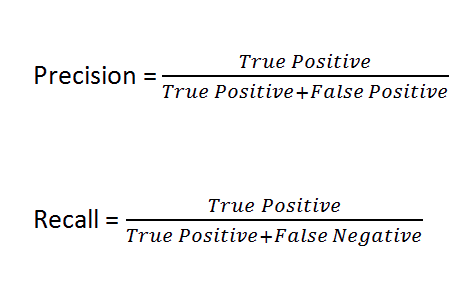 Precision = True Positive / True Positive+False Positive
Recall = True Positive / True Positive+False Negative